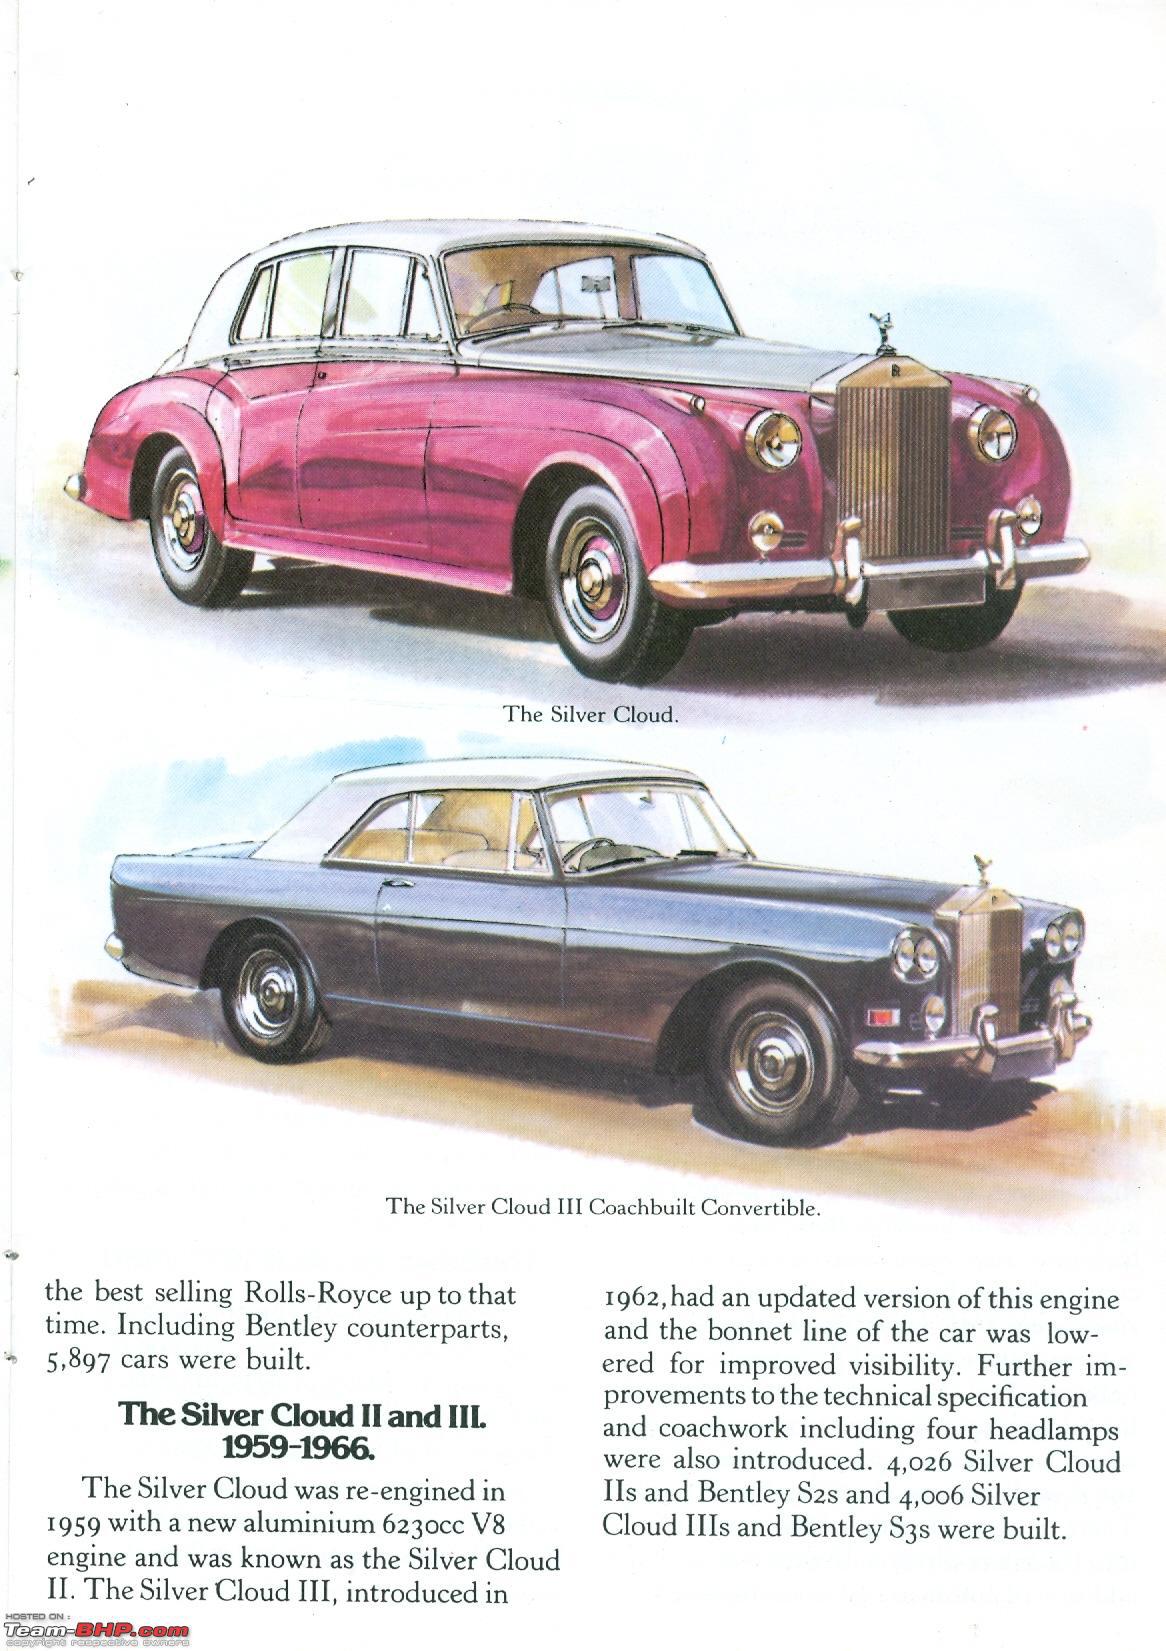 The Silver Cloud.
The Silver Cloud III Coachbuilt Convertible.
the best selling Rolls-Royce up to that
time. Including Bentley counterparts,
5,897 cars were built.
The Silver Cloud II and III.
1959-1966.
The Silver Cloud was re-engined in
1959 with a new aluminium 6230cc V8
engine and was known as the Silver Cloud
II. The Silver Cloud III, introduced in
1962, had an updated version of this engine
and the bonnet line of the car was low-
ered for improved visibility. Further im-
provements to the technical specification
and coachwork including four headlamps
were also introduced. 4,026 Silver Cloud
IIs and Bentley S2s and 4,006 Silver
Cloud IIIs and Bentley S3s were built.
HOSTED ON :
Team-BHP.com
copyright respective owners